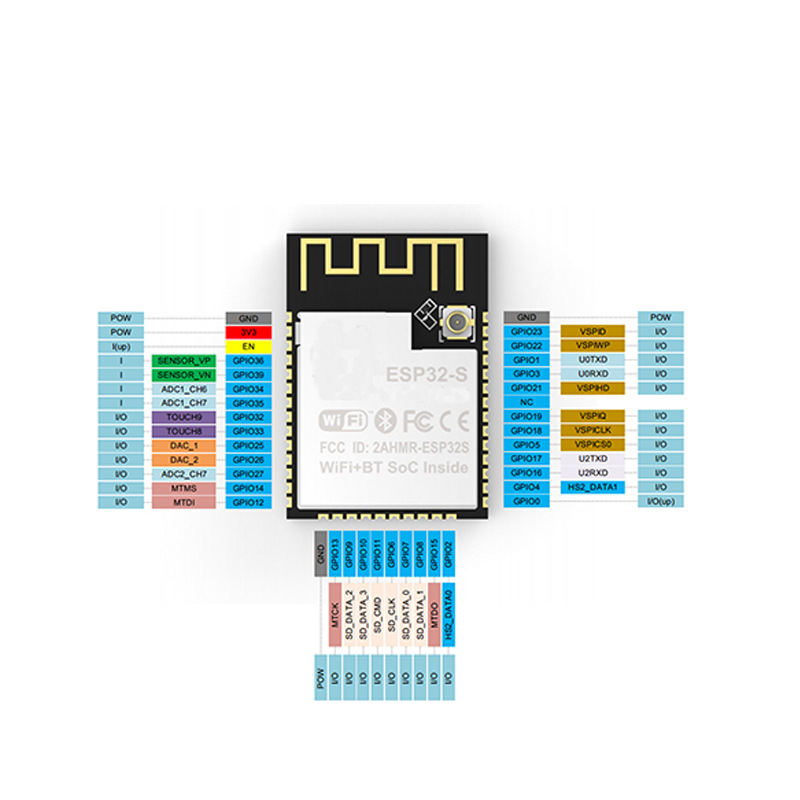 POW GND
POW 3V3
I(up) EN
I SENSOR_VP GPIO36
I SENSOR_VN GPIO39
I ADC1_CH6 GPIO34
I ADC1_CH7 GPIO35
I/O TOUCH9 GPIO32
I/O TOUCH8 GPIO33
I/O DAC_1 GPIO25
I/O DAC_2 GPIO26
I/O ADC2_CH7 GPIO27
I/O MTMS GPIO14
I/O MTDI GPIO12
ESP32-S
WiFi™ FC CE
FCC ID: 2AHMR-ESP32S
WiFi+BT SoC Inside
GND POW
GPIO23 VSPID I/O
GPIO22 VSPIWP I/O
GPIO1 U0TXD I/O
GPIO3 U0RXD I/O
GPIO21 VSPIHD I/O
NC
GPIO19 VSPIQ I/O
GPIO18 VSPICLK I/O
GPIO5 VSPICS0 I/O
GPIO17 U2TXD I/O
GPIO16 U2RXD I/O
GPIO4 HS2_DATA1 I/O
GPIO0 I/O(up)
GND POW
GPIO13 MTCK I/O
GPIO9 SD_DATA_2 I/O
GPIO10 SD_DATA_3 I/O
GPIO11 SD_CMD I/O
GPIO6 SD_CLK I/O
GPIO7 SD_DATA_0 I/O
GPIO8 SD_DATA_1 I/O
GPIO15 MTDO I/O
GPIO2 HS2_DATA0 I/O